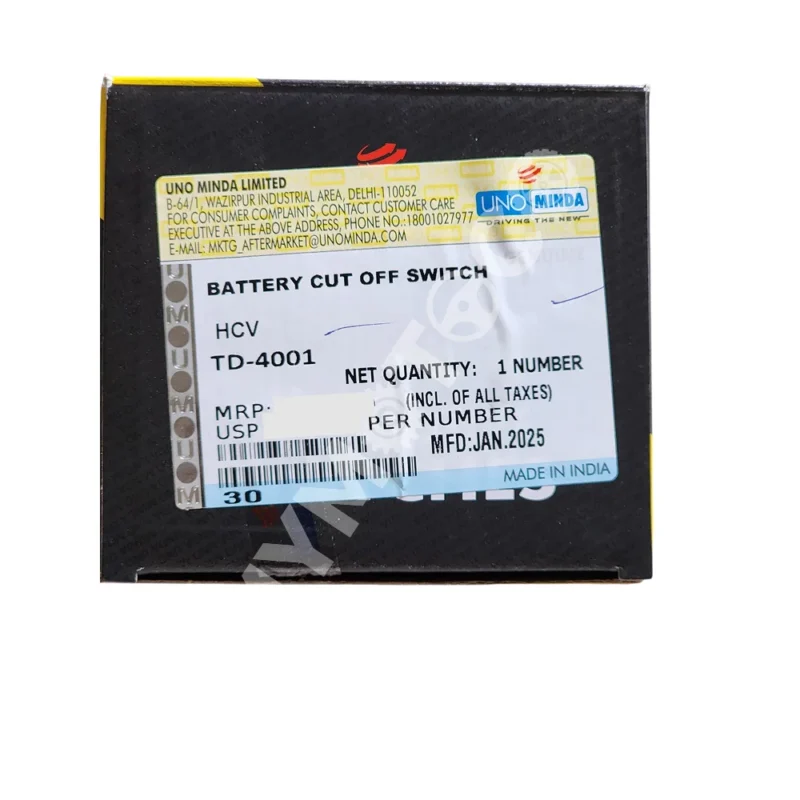 UNO MINDA LIMITED
B-64/1, WAZIRPUR INDUSTRIAL AREA, DELHI-110052
FOR CONSUMER COMPLAINTS, CONTACT CUSTOMER CARE
EXECUTIVE AT THE ABOVE ADDRESS, PHONE NO.:18001027977
E-MAIL: MKTG_AFTERMARKET@UNOMINDA.COM
UNO MINDA
DRIVING THE NEW
BATTERY CUT OFF SWITCH
HCV
TD-4001
NET QUANTITY: 1 NUMBER
MRP: (INCL. OF ALL TAXES)
USP PER NUMBER
MFD:JAN.2025
30
MADE IN INDIA
UOMUOMUOUM